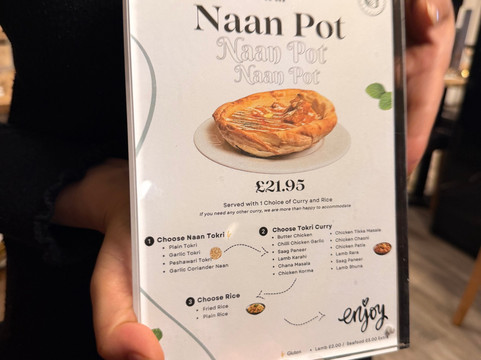 Naan Pot
Naan Pot
Naan Pot
£21.95
Served with 1 Choice of Curry and Rice
if you need any other curry, we are more than happy to accommodate
1 Choose Naan Tokri
• Plain Tokri
• Garlic Tokri
• Peshawari Tokri
• Garlic Coriander Naan
2 Choose Tokri Curry
• Butter Chicken
• Chilli Chicken Garlic
• Saag Paneer
• Lamb Karahi
• Chana Masala
• Chicken Korma
• Chicken Tikka Masala
• Chicken Chasni
• Chicken Patia
• Lamb Rara
• Saag Paneer
• Lamb Bhuna
3 Choose Rice
• Fried Rice
• Plain Rice
enjoy
Gluten